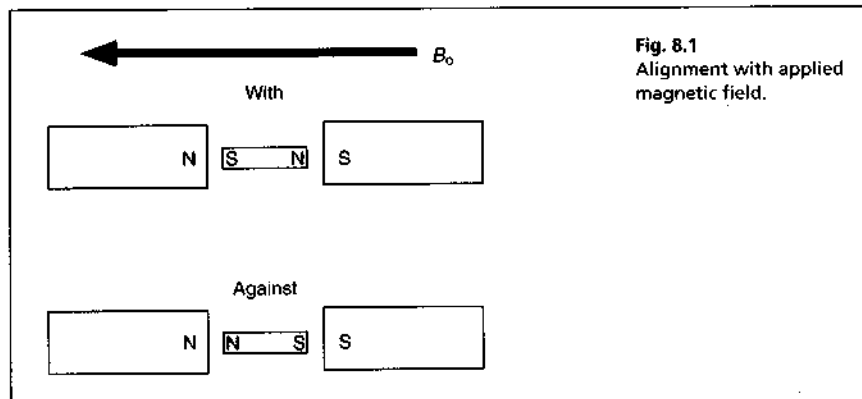 B₀
Fig. 8.1
Alignment with applied
magnetic field.
With
N S N S
Against
N N S S